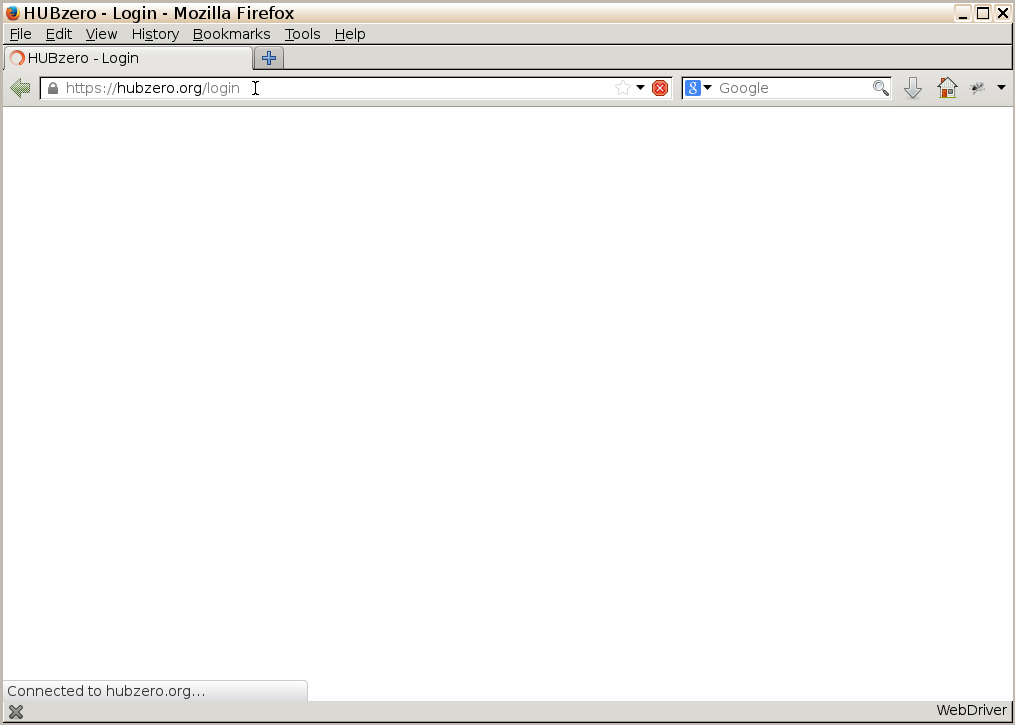 HUBzero - Login - Mozilla Firefox
File Edit View History Bookmarks Tools Help
HUBzero - Login
https://hubzero.org/login
Google
Connected to hubzero.org...
WebDriver